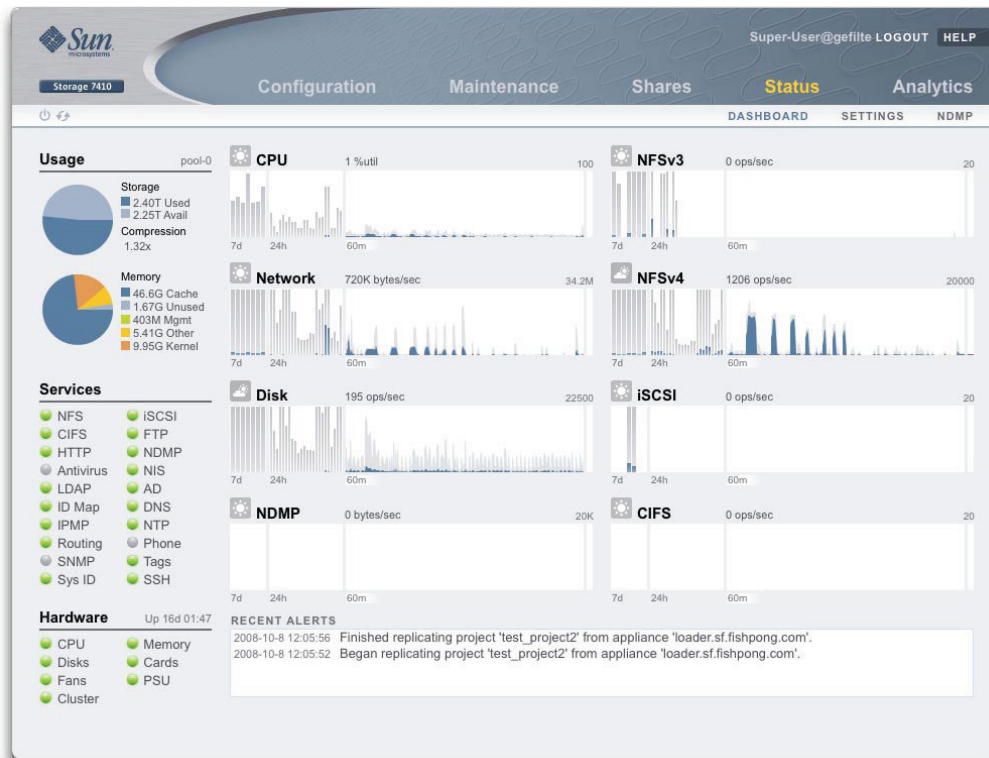 Sun
microsystems
Super-User@gefilte LOGOUT HELP
Storage 7410
Configuration Maintenance Shares Status Analytics
DASHBOARD SETTINGS NDMP
Usage pool-0
Storage
2.40T Used
2.25T Avail
Compression
1.32x
Memory
46.6G Cache
1.67G Unused
403M Mgmt
5.41G Other
9.95G Kernel
Services
NFS iSCSI
CIFS FTP
HTTP NDMP
Antivirus NIS
LDAP AD
ID Map DNS
IPMP NTP
Routing Phone
SNMP Tags
Sys ID SSH
Hardware Up 16d 01:47
CPU Memory
Disks Cards
Fans PSU
Cluster
CPU 1 %util 100
7d 24h 60m
NFSv3 0 ops/sec 20
7d 24h 60m
Network 720K bytes/sec 34.2M
7d 24h 60m
NFSv4 1206 ops/sec 20000
7d 24h 60m
Disk 195 ops/sec 22500
7d 24h 60m
iSCSI 0 ops/sec 20
7d 24h 60m
NDMP 0 bytes/sec 20K
7d 24h 60m
CIFS 0 ops/sec 20
7d 24h 60m
RECENT ALERTS
2008-10-8 12:05:56 Finished replicating project 'test_project2' from appliance 'loader.sf.fishpong.com'.
2008-10-8 12:05:52 Began replicating project 'test_project2' from appliance 'loader.sf.fishpong.com'.